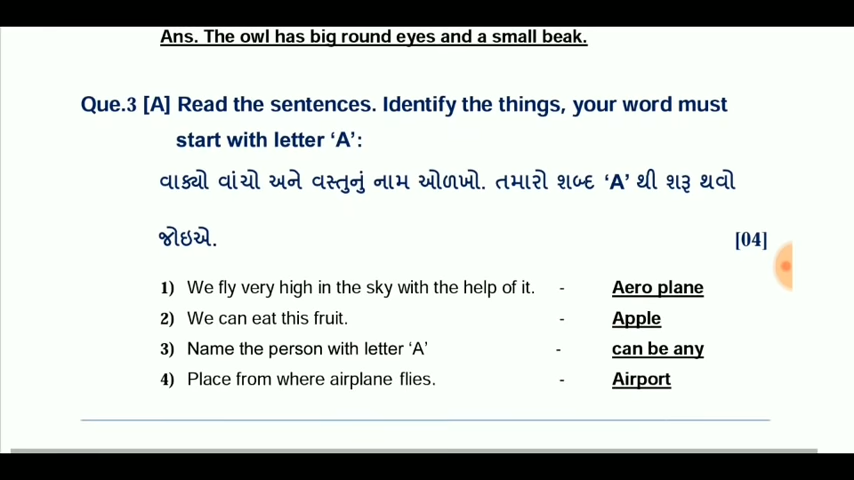 Ans. The owl has big round eyes and a small beak.
Que.3 [A] Read the sentences. Identify the things, your word must
start with letter ‘A’:
વાક્યો વાંચો અને વસ્તુનું નામ ઓળખો. તમારો શબ્દ ‘A’ થી શરૂ થવો
જોઇએ. [04]
1) We fly very high in the sky with the help of it. - Aero plane
2) We can eat this fruit. - Apple
3) Name the person with letter ‘A’ - can be any
4) Place from where airplane flies. - Airport